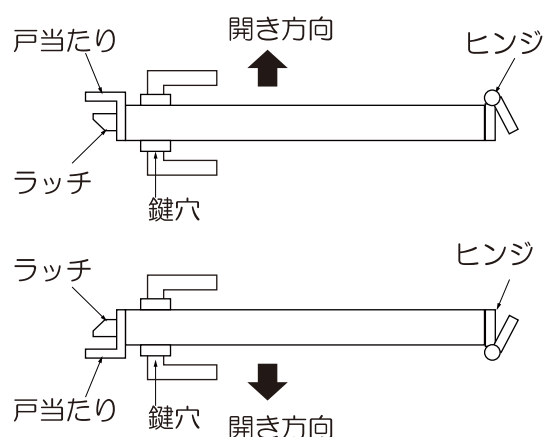 戸当たり
開き方向
ヒンジ
ラッチ
鍵穴
ラッチ
ヒンジ
戸当たり
鍵穴
開き方向